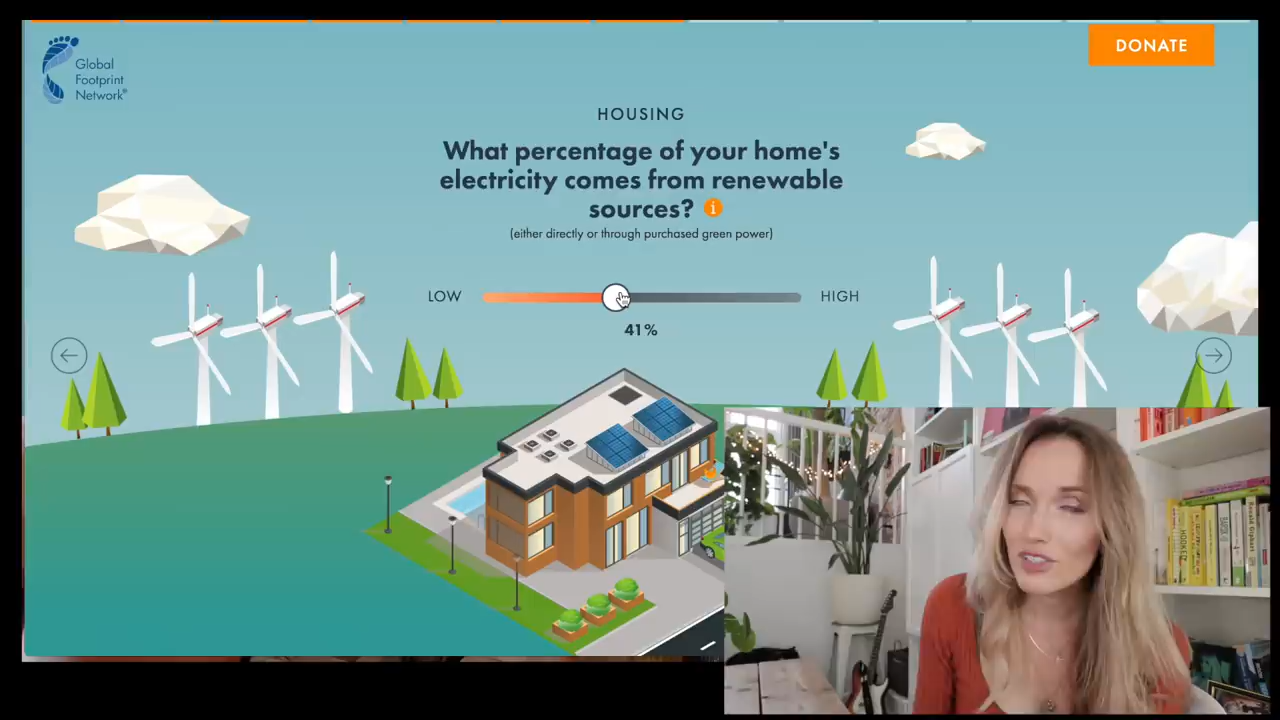 Global
Footprint
Network®
DONATE
HOUSING
What percentage of your home's
electricity comes from renewable
sources? i
(either directly or through purchased green power)
LOW
HIGH
41%